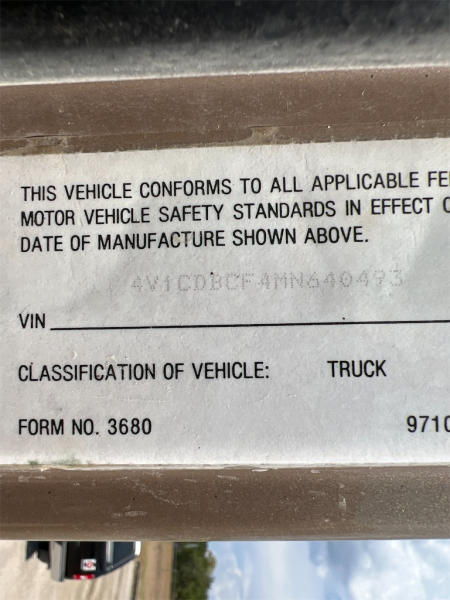 THIS VEHICLE CONFORMS TO ALL APPLICABLE FE
MOTOR VEHICLE SAFETY STANDARDS IN EFFECT
DATE OF MANUFACTURE SHOWN ABOVE.
4V1CDBCF4MN640493
VIN
CLASSIFICATION OF VEHICLE: TRUCK
FORM NO. 3680 9710